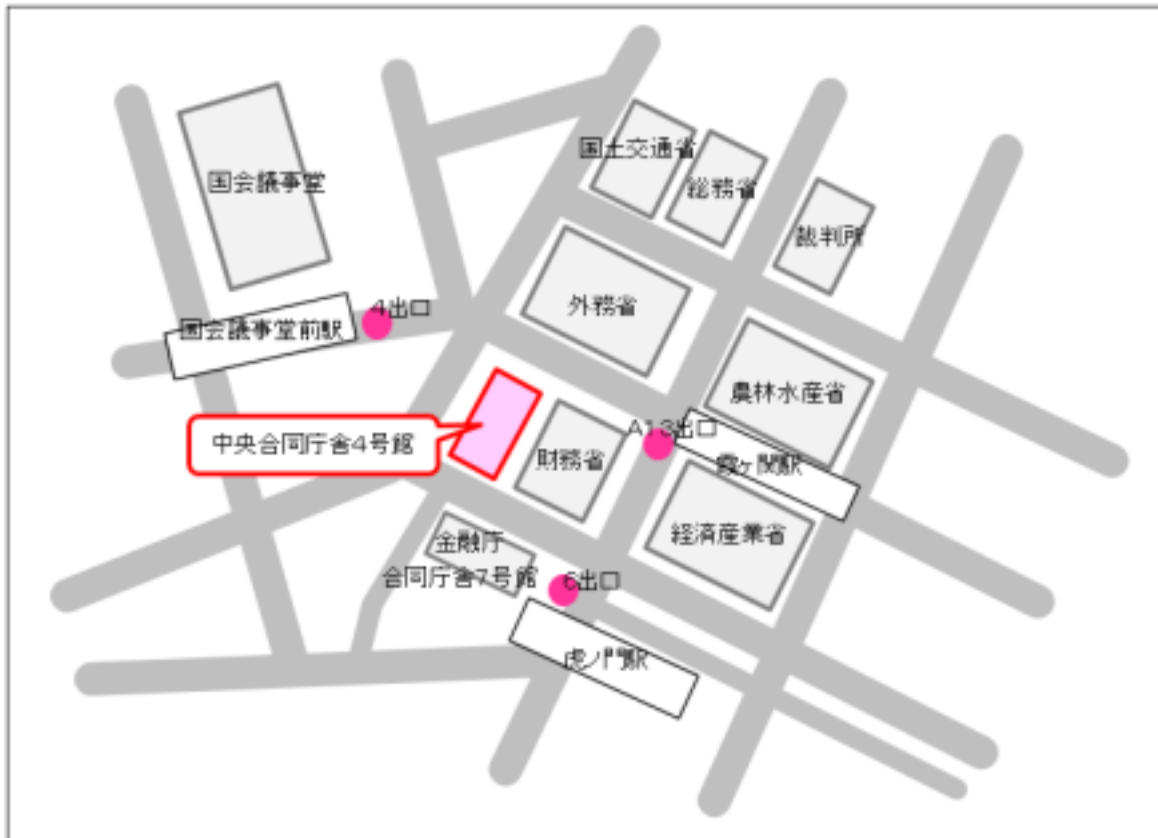 国土交通省
総務省
国会議事堂
裁判所
外務省
4出口
国会議事堂前駅
農林水産省
A13出口
中央合同庁舎4号館
財務省
霞ヶ関駅
経済産業省
金融庁
合同庁舎7号館
6出口
虎ノ門駅